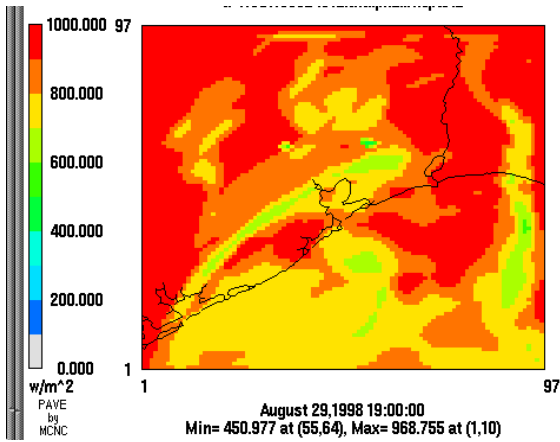 1000.000
800.000
600.000
400.000
200.000
0.000
w/m^2
PAVE
by
MCNC
97
1
1
97
August 29,1998 19:00:00
Min= 450.977 at (55,64), Max= 968.755 at (1,10)